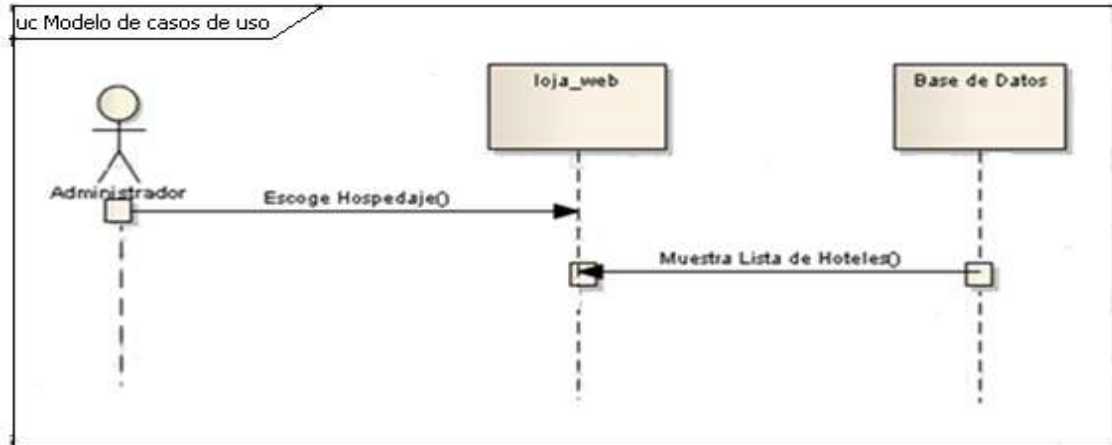 uc Modelo de casos de uso
loja_web
Base de Datos
Administrador
Escoge Hospedaje()
Muestra Lista de Hoteles()